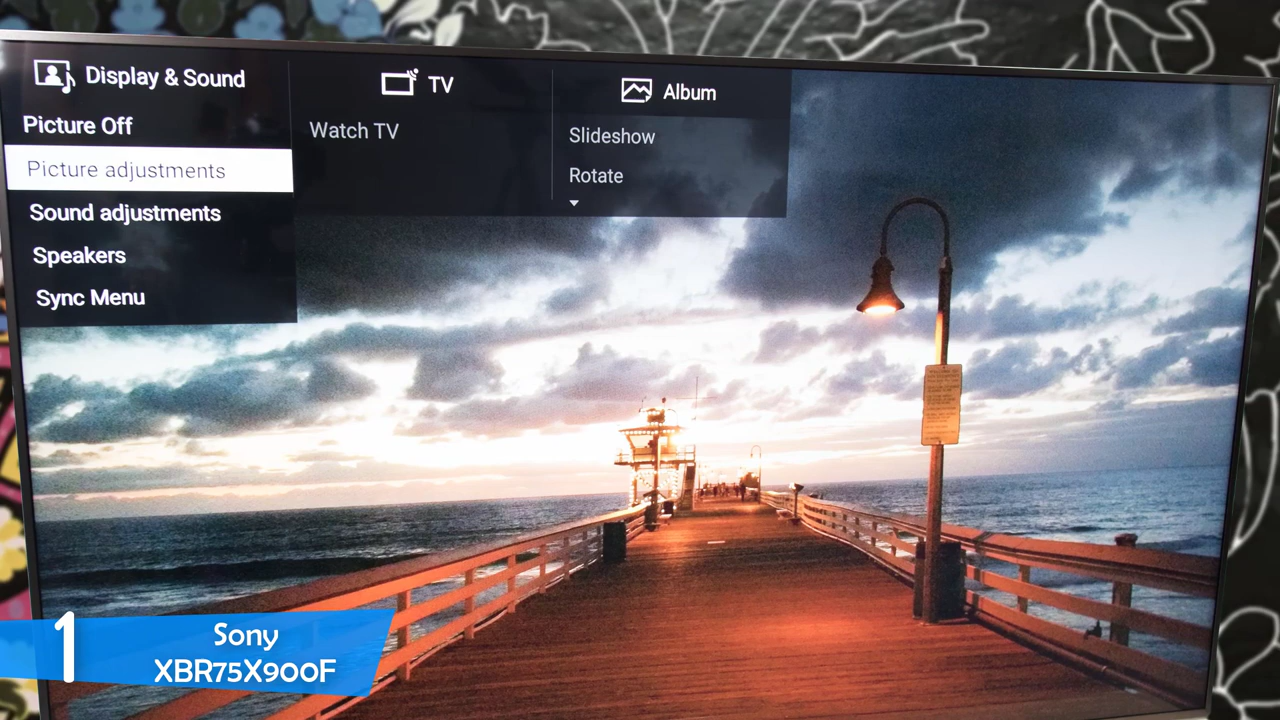 Display & Sound
Picture Off
Picture adjustments
Sound adjustments
Speakers
Sync Menu
TV
Watch TV
Album
Slideshow
Rotate
1
Sony
XBR75X900F